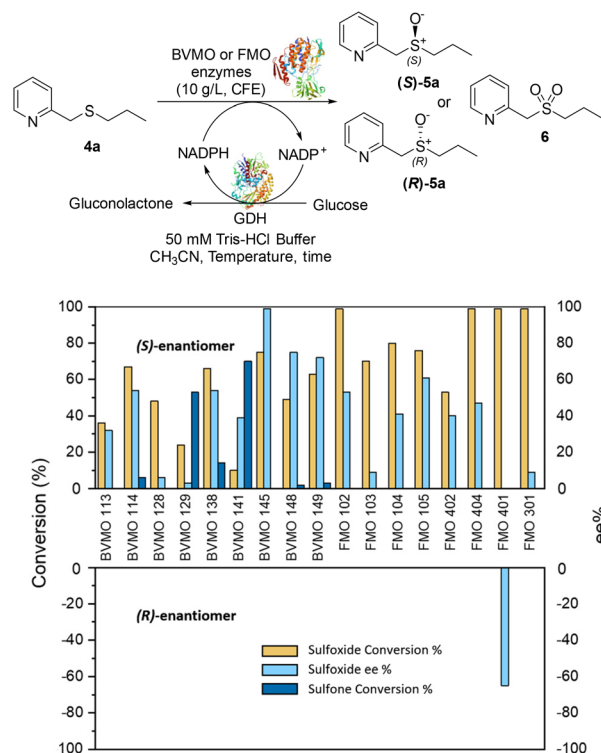 BVMO or FMO
enzymes
(10 g/L, CFE)
N
S
4a
NADPH
NADP+
Gluconolactone
GDH
Glucose
50 mM Tris-HCl Buffer
CH3CN, Temperature, time
O-
S+
N
(S)
(S)-5a
or
O-
S+
N
(R)
(R)-5a
O O
S
N
6
Conversion (%)
ee%
100
80
60
40
20
0
(S)-enantiomer
100
80
60
40
20
0
BVMO 113
BVMO 114
BVMO 128
BVMO 129
BVMO 138
BVMO 141
BVMO 145
BVMO 148
BVMO 149
FMO 102
FMO 103
FMO 104
FMO 105
FMO 402
FMO 404
FMO 401
FMO 301
0
-20
-40
-60
-80
-100
(R)-enantiomer
Sulfoxide Conversion %
Sulfoxide ee %
Sulfone Conversion %
0
-20
-40
-60
-80
-100